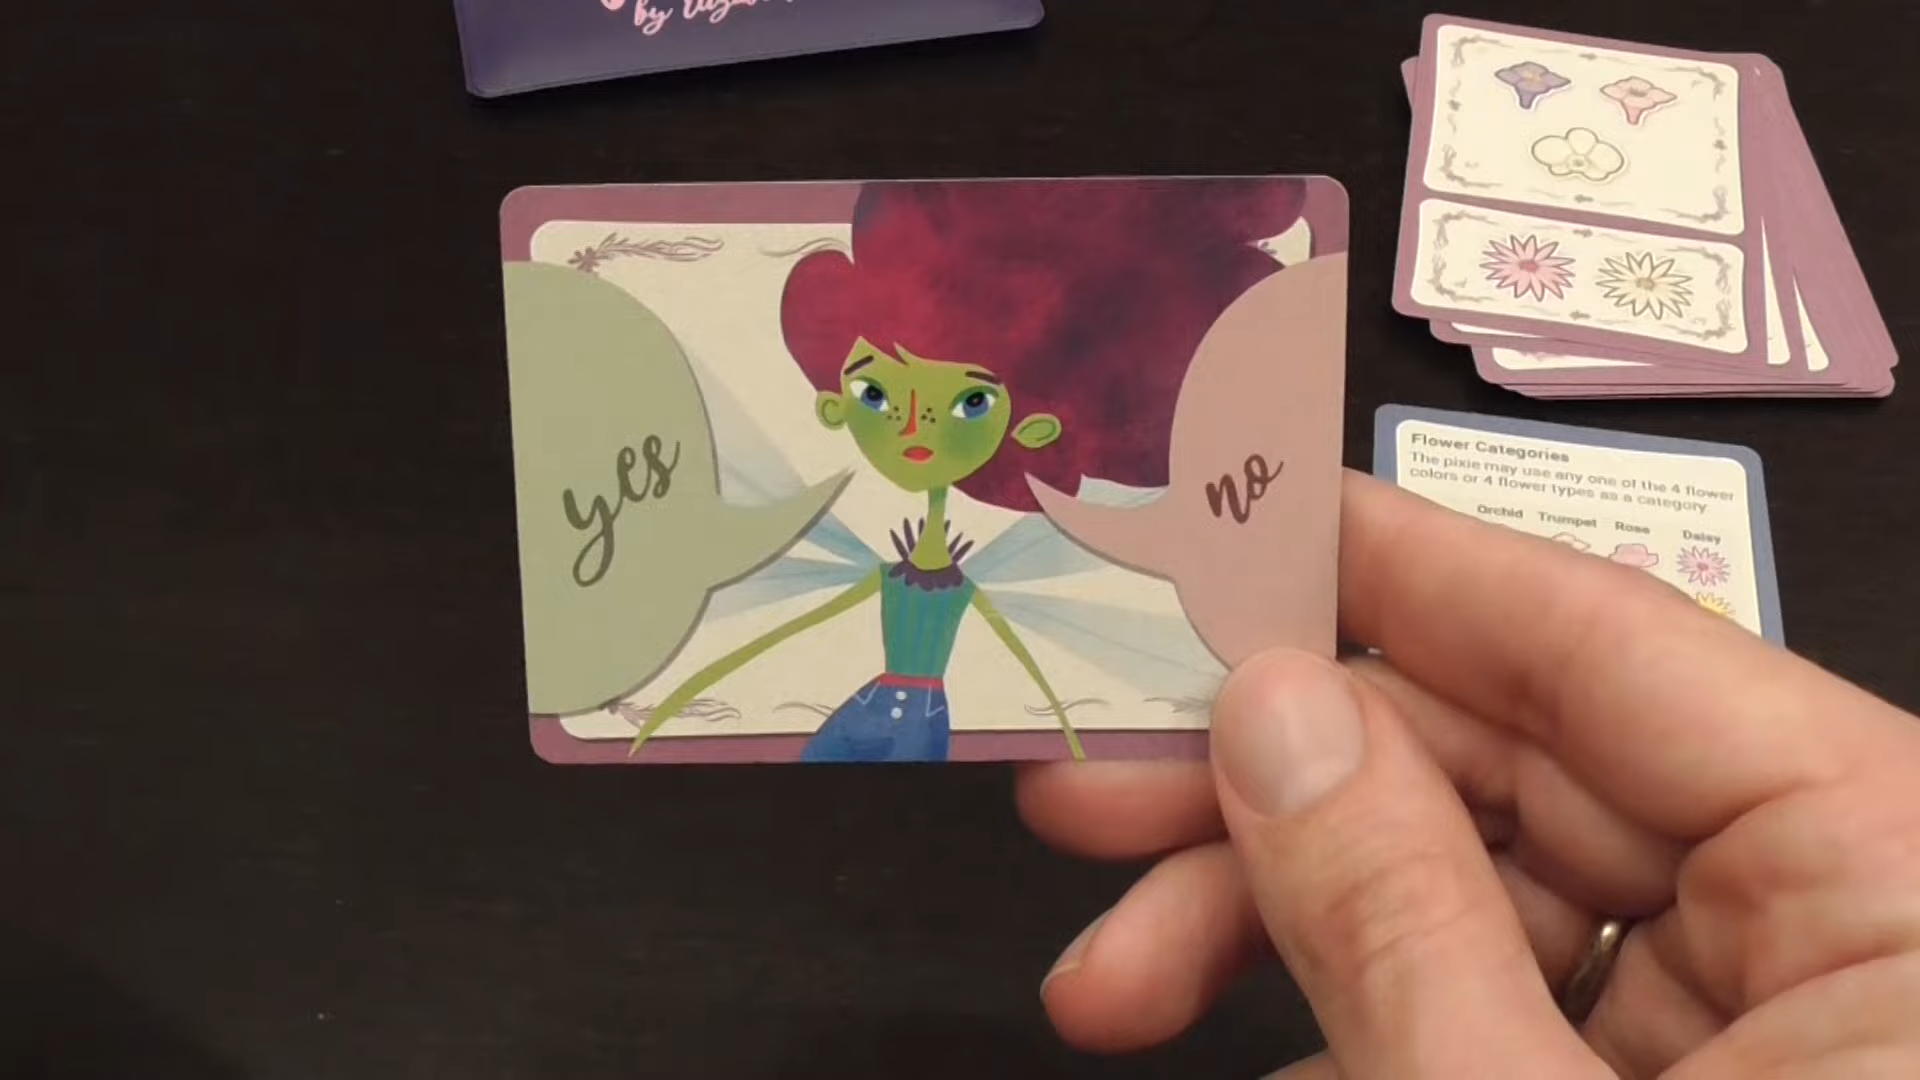 by
yes
no
Flower Categories
The pixie may use any one of the 4 flower
colors or 4 flower types as a category
Orchid Trumpet Rose Daisy